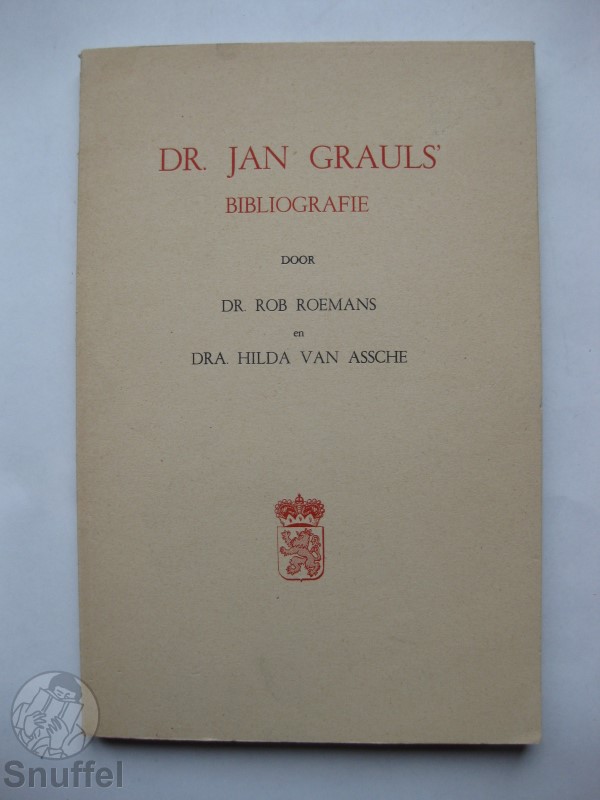 DR. JAN GRAULS'
BIBLIOGRAFIE
DOOR
DR. ROB ROEMANS
en
DRA. HILDA VAN ASSCHE
Snuffel